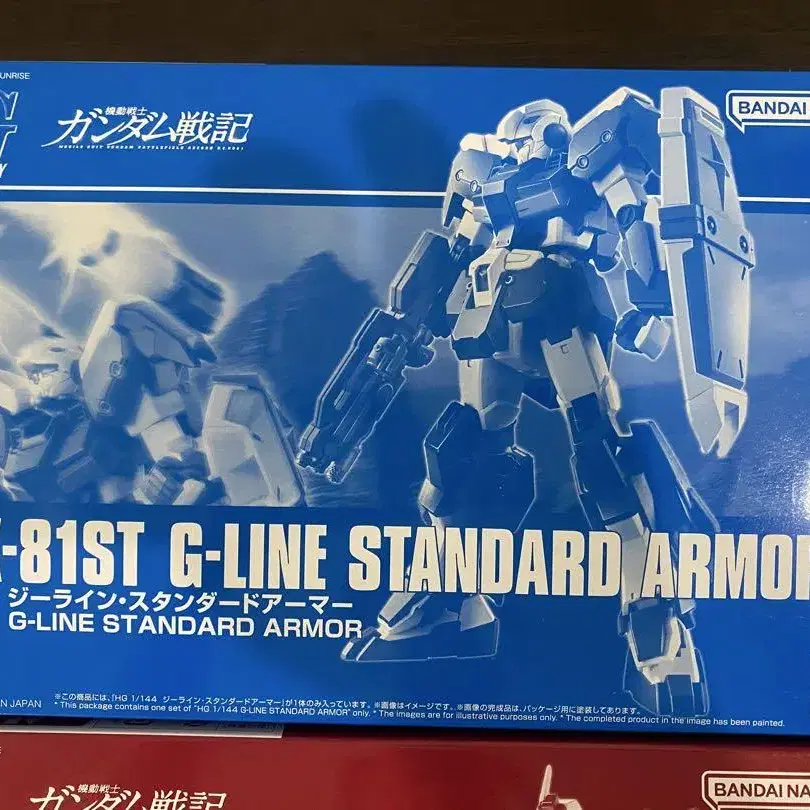 SUNRISE
機動戦士
ガンダム戦記
MOBILE SUIT GUNDAM BATTLEFIELD RECORD U.C.0081
BANDAI
-81ST G-LINE STANDARD ARMOR
ジーライン・スタンダードアーマー
G-LINE STANDARD ARMOR
N JAPAN
※この商品には、「HG 1/144 ジーライン・スタンダードアーマー」が1体のみ入っています。※画像はイメージです。※画像の完成品は、パッケージ用に塗装してあります。
* This package contains one set of "HG 1/144 G-LINE STANDARD ARMOR" only. * The images are for illustrative purposes only. * The completed product in the image has been painted.
機動戦士
ガンダム戦記
BANDAI NA